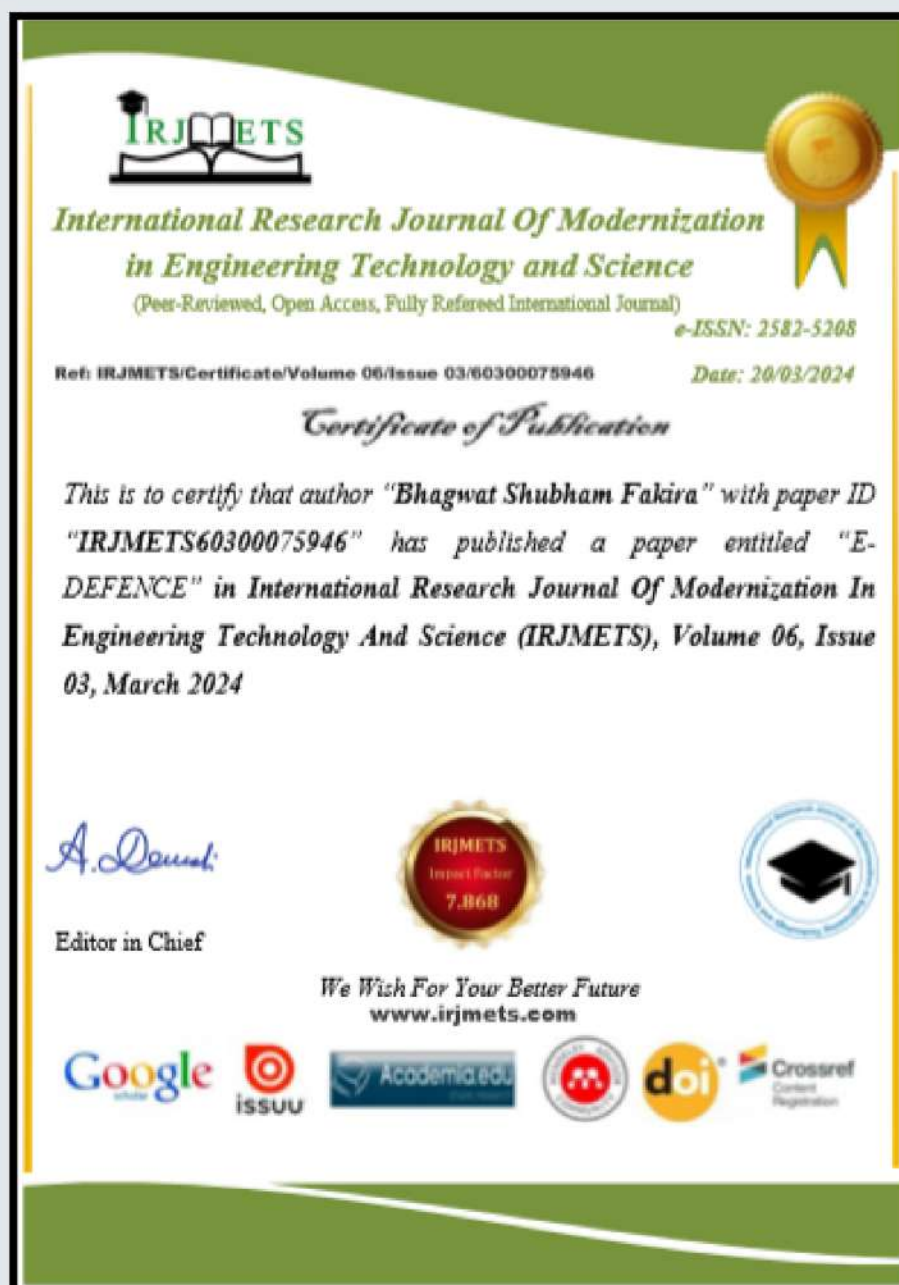 IRJMETS
International Research Journal Of Modernization
in Engineering Technology and Science
(Peer-Reviewed, Open Access, Fully Refereed International Journal)
e-ISSN: 2582-5208
Ref: IRJMETS/Certificate/Volume 06/Issue 03/60300075946
Date: 20/03/2024
Certificate of Publication
This is to certify that author "Bhagwat Shubham Fakira" with paper ID
"IRJMETS60300075946" has published a paper entitled "E-
DEFENCE" in International Research Journal Of Modernization In
Engineering Technology And Science (IRJMETS), Volume 06, Issue
03, March 2024
IRJMETS
Impact Factor
7.868
Editor in Chief
We Wish For Your Better Future
www.irjmets.com
Google
scholar
issuu
Academia.edu
doi
Crossref
Content
Registration